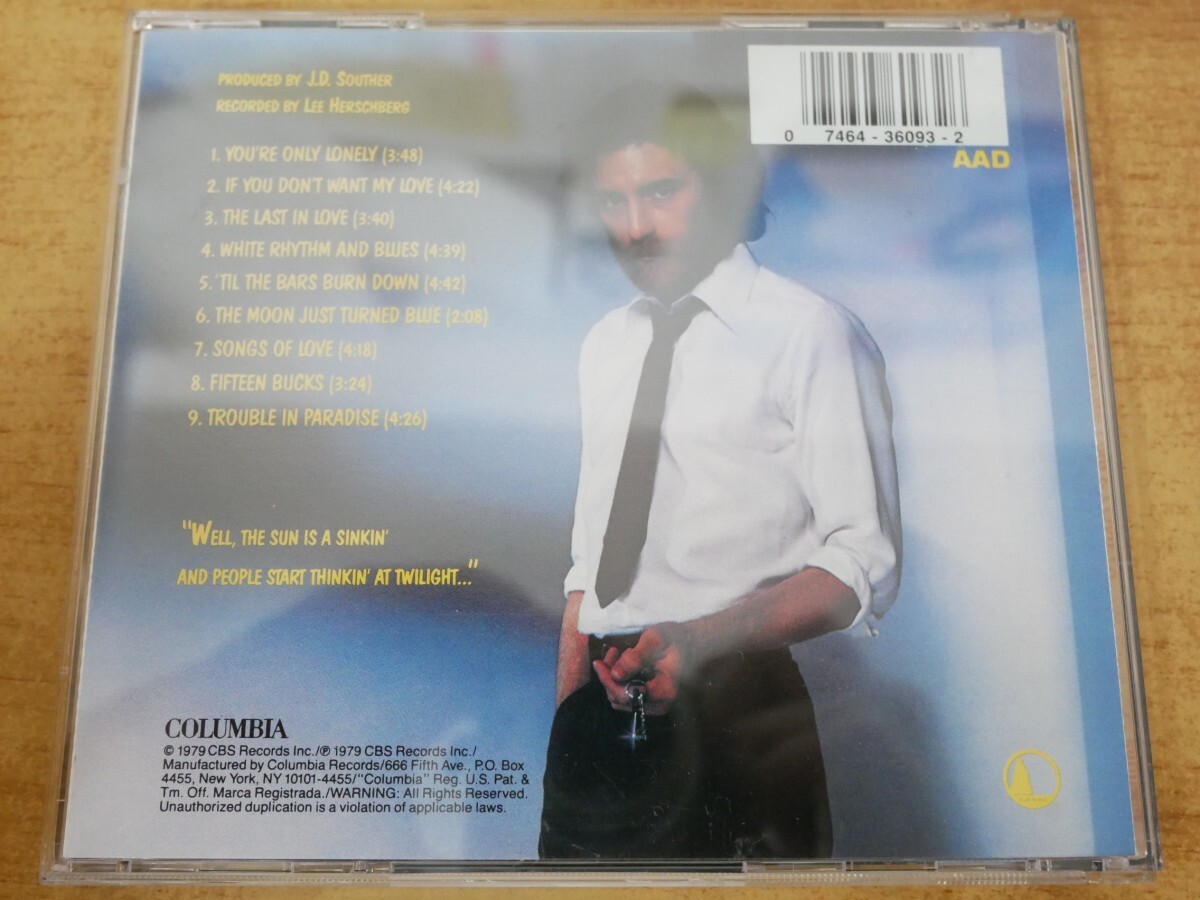 PRODUCED BY J.D. SOUTHER
RECORDED BY LEE HERSCHBERG
1. YOU'RE ONLY LONELY (3:48)
2. IF YOU DON'T WANT MY LOVE (4:22)
3. THE LAST IN LOVE (3:40)
4. WHITE RHYTHM AND BLUES (4:39)
5. 'TIL THE BARS BURN DOWN (4:42)
6. THE MOON JUST TURNED BLUE (2:08)
7. SONGS OF LOVE (4:18)
8. FIFTEEN BUCKS (3:24)
9. TROUBLE IN PARADISE (4:26)
"WELL, THE SUN IS A SINKIN'
AND PEOPLE START THINKIN' AT TWILIGHT..."
0 7464 - 36093 - 2
AAD
COLUMBIA
© 1979 CBS Records Inc./℗ 1979 CBS Records Inc./
Manufactured by Columbia Records/666 Fifth Ave., P.O. Box
4455, New York, NY 10101-4455/"Columbia" Reg. U.S. Pat. &
Tm. Off. Marca Registrada./WARNING: All Rights Reserved.
Unauthorized duplication is a violation of applicable laws.